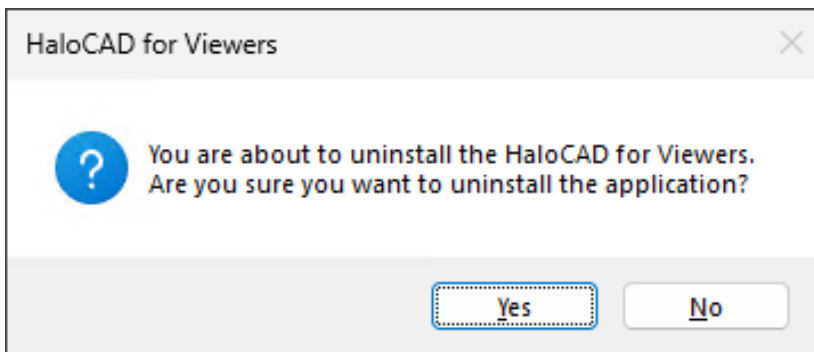 HaloCAD for Viewers
You are about to uninstall the HaloCAD for Viewers.
Are you sure you want to uninstall the application?
Yes
No